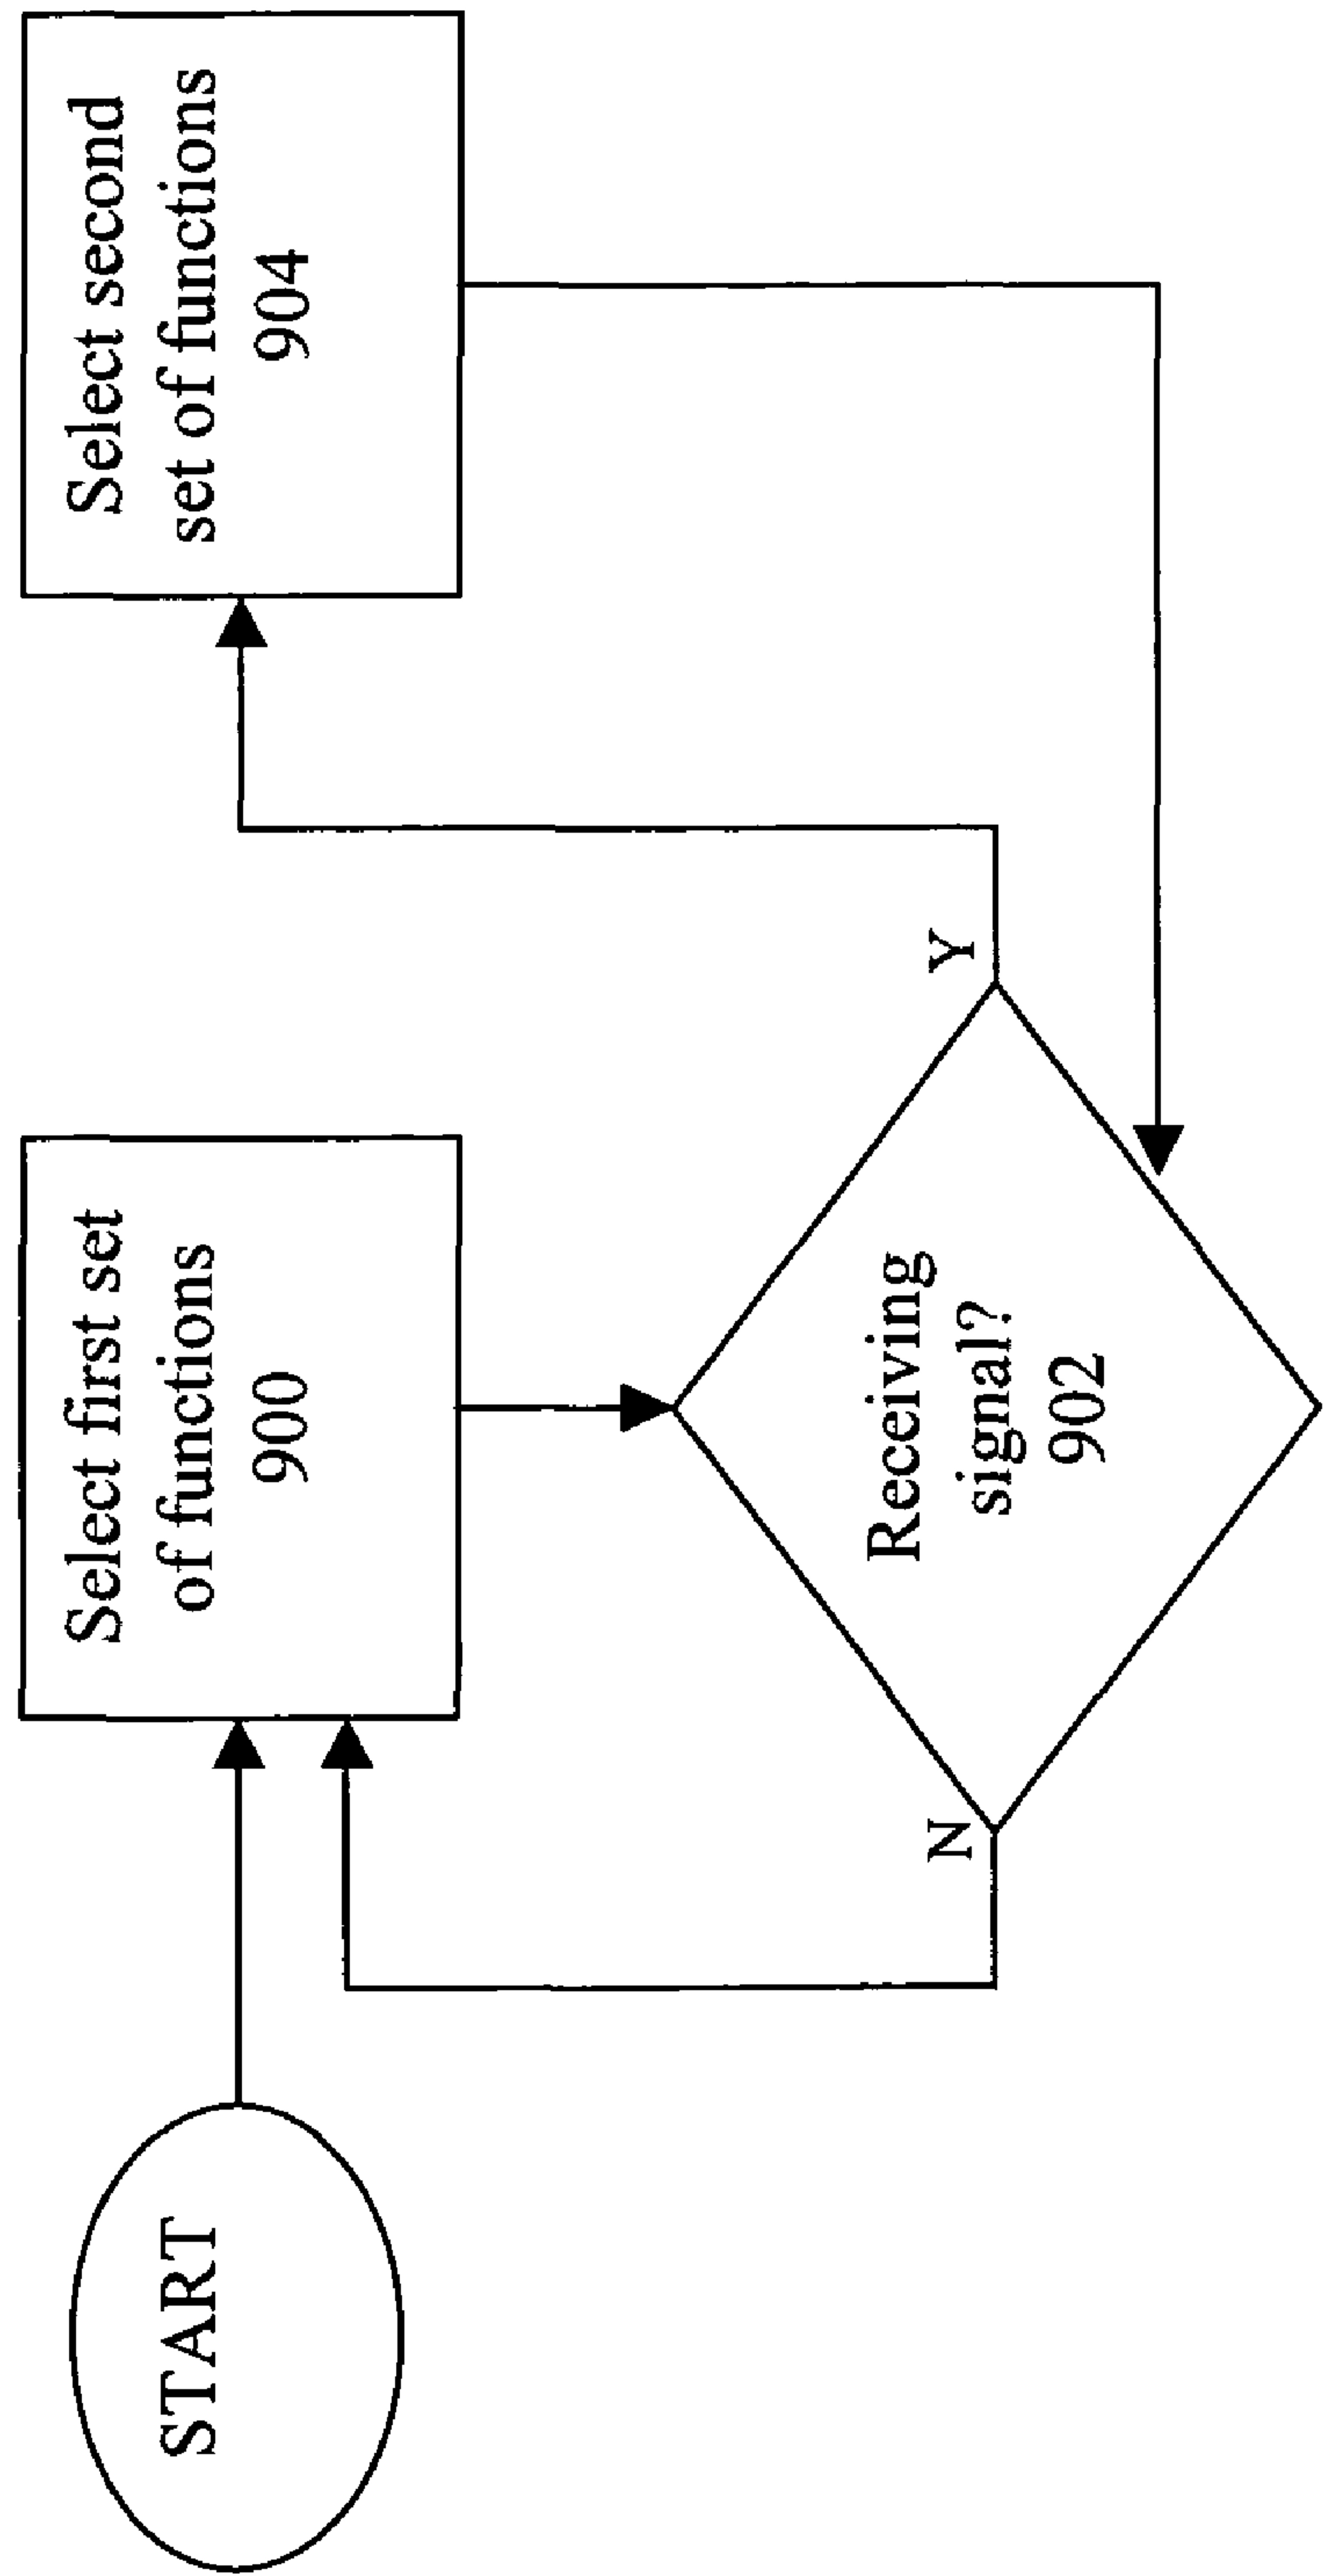 START
Select first set
of functions
900
Select second
set of functions
904
N
Receiving
signal?
902
Y